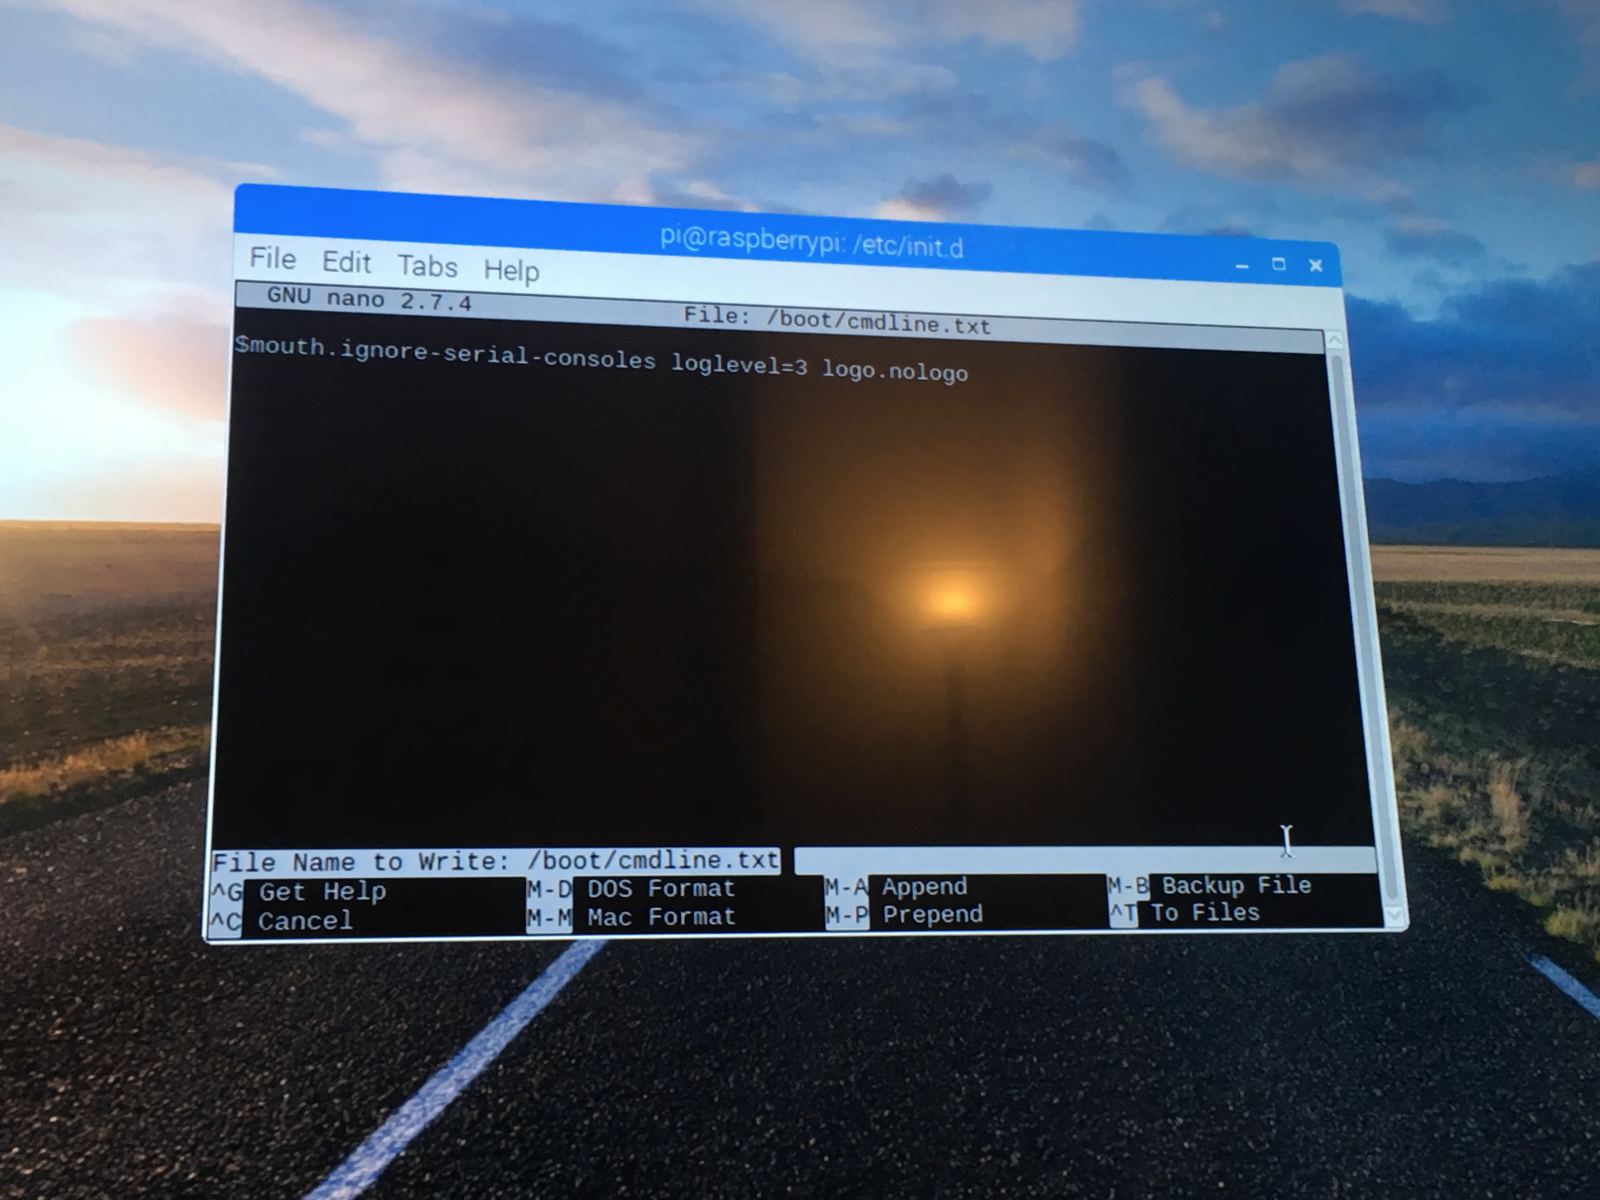 pi@raspberrypi: /etc/init.d
File Edit Tabs Help
GNU nano 2.7.4 File: /boot/cmdline.txt
$mouth.ignore-serial-consoles loglevel=3 logo.nologo
File Name to Write: /boot/cmdline.txt
^G Get Help M-D DOS Format M-A Append M-B Backup File
^C Cancel M-M Mac Format M-P Prepend ^T To Files